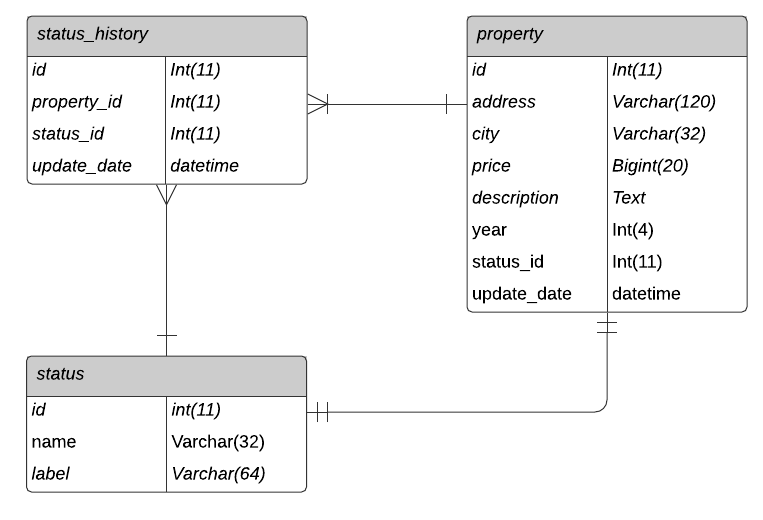 status_history
id Int(11)
property_id Int(11)
status_id Int(11)
update_date datetime
property
id Int(11)
address Varchar(120)
city Varchar(32)
price Bigint(20)
description Text
year Int(4)
status_id Int(11)
update_date datetime
status
id int(11)
name Varchar(32)
label Varchar(64)